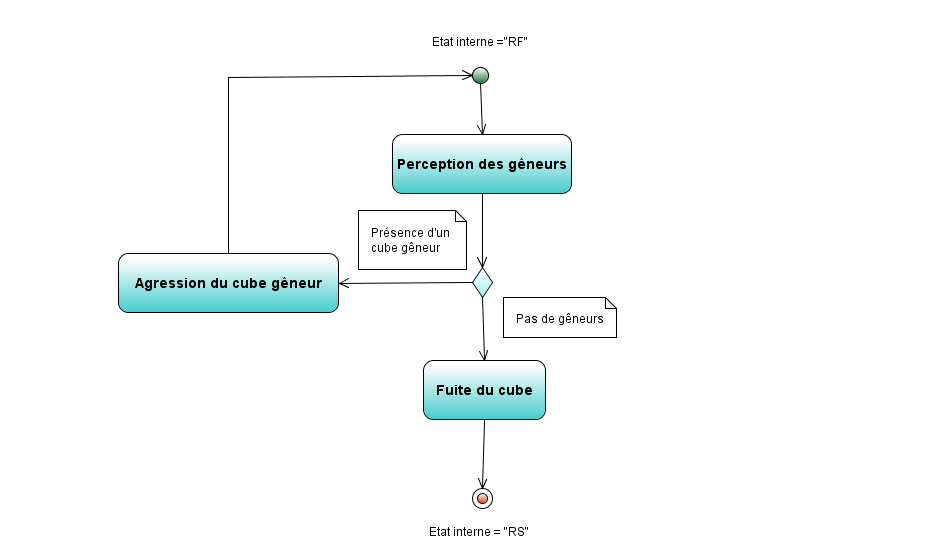 Etat interne ="RF"
Perception des gêneurs
Présence d'un
cube gêneur
Agression du cube gêneur
Pas de gêneurs
Fuite du cube
Etat interne = "RS"